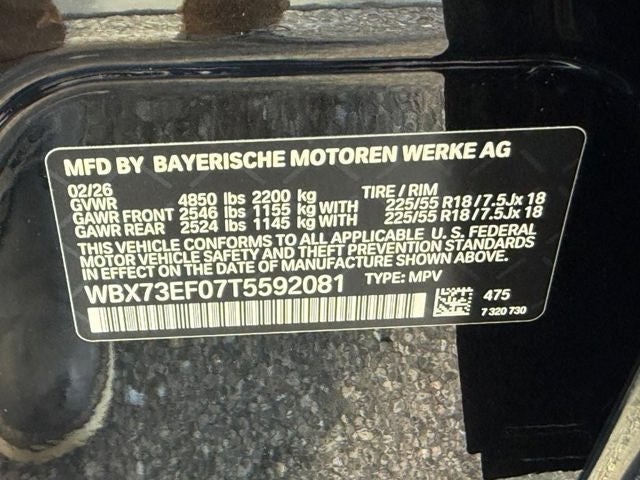 MFD BY BAYERISCHE MOTOREN WERKE AG
02/26
GVWR 4850 lbs 2200 kg TIRE / RIM
GAWR FRONT 2546 lbs 1155 kg WITH 225/55 R18 / 7.5Jx 18
GAWR REAR 2524 lbs 1145 kg WITH 225/55 R18 / 7.5Jx 18
THIS VEHICLE CONFORMS TO ALL APPLICABLE U. S. FEDERAL
MOTOR VEHICLE SAFETY AND THEFT PREVENTION STANDARDS
IN EFFECT ON THE DATE OF MANUFACTURE SHOWN ABOVE.
WBX73EF07T5592081 TYPE: MPV
475
7 320 730